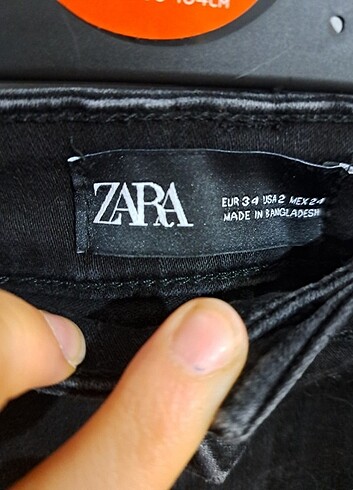 ZARA
EUR 34 USA 2 MEX 24
MADE IN BANGLADESH